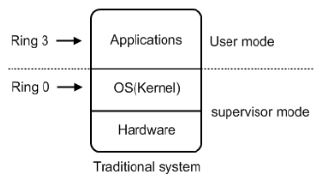 Ring 3 Applications User mode
Ring 0 OS(Kernel)
supervisor mode
Hardware
Traditional system